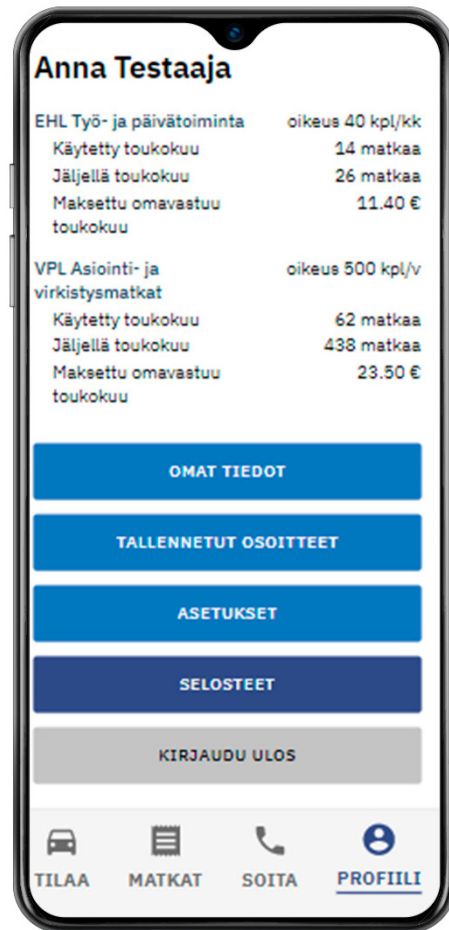 Anna Testaaja
EHL Työ- ja päivätoiminta oikeus 40 kpl/kk
Käytetty toukokuu 14 matkaa
Jäljellä toukokuu 26 matkaa
Maksettu omavastuu 11.40 €
toukokuu
VPL Asiointi- ja oikeus 500 kpl/v
virkistysmatkat
Käytetty toukokuu 62 matkaa
Jäljellä toukokuu 438 matkaa
Maksettu omavastuu 23.50 €
toukokuu
OMAT TIEDOT
TALLENNETUT OSOITTEET
ASETUKSET
SELOSTEET
KIRJAUDU ULOS
TILAA MATKAT SOITA PROFIILI